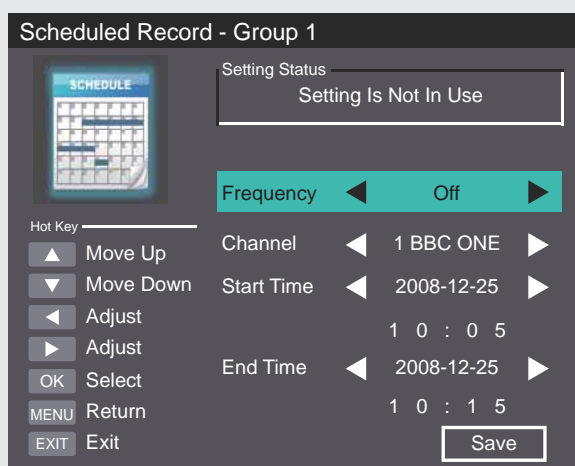 Scheduled Record - Group 1
SCHEDULE
Setting Status
Setting Is Not In Use
Frequency Off
Hot Key
Move Up
Move Down
Adjust
Adjust
OK Select
MENU Return
EXIT Exit
Channel 1 BBC ONE
Start Time 2008-12-25
1 0 : 0 5
End Time 2008-12-25
1 0 : 1 5
Save